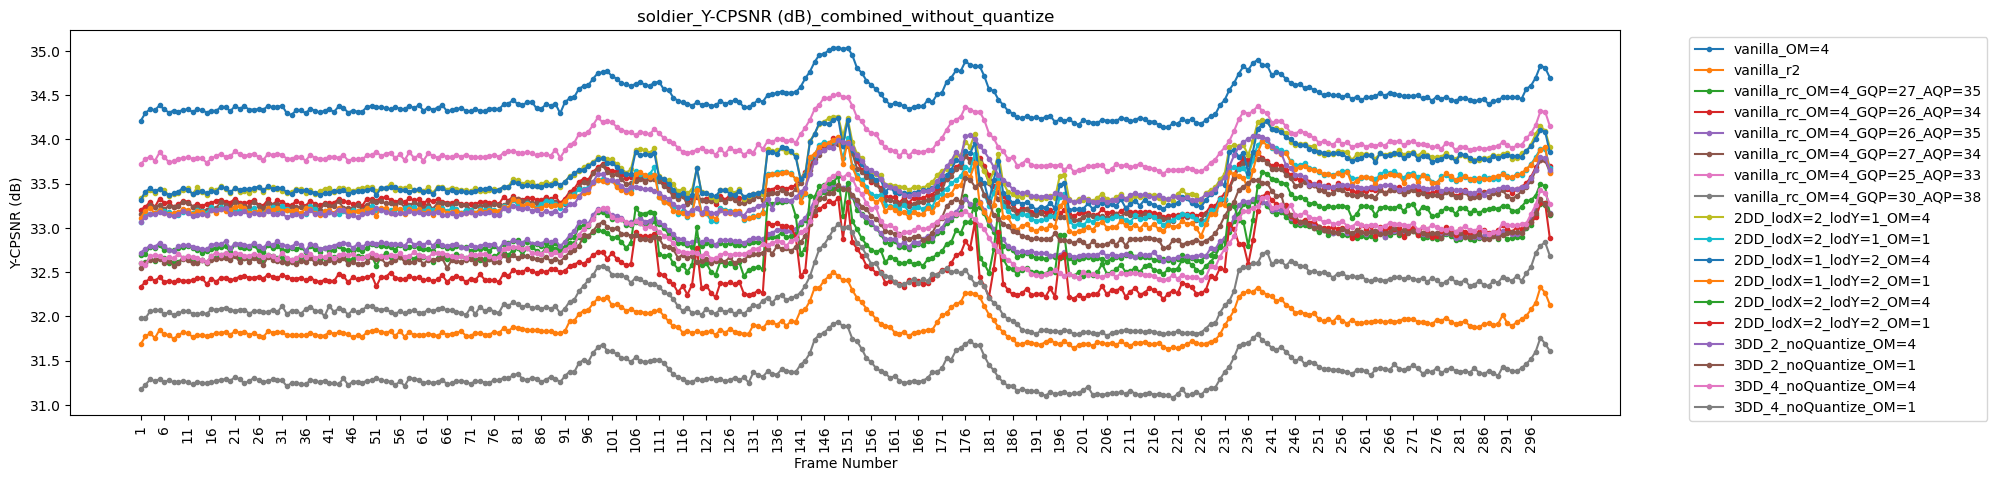 soldier_Y-CPSNR (dB)_combined_without_quantize
Y-CPSNR (dB)
35.0
34.5
34.0
33.5
33.0
32.5
32.0
31.5
31.0
1 6 11 16 21 26 31 36 41 46 51 56 61 66 71 76 81 86 91 96 101 106 111 116 121 126 131 136 141 146 151 156 161 166 171 176 181 186 191 196 201 206 211 216 221 226 231 236 241 246 251 256 261 266 271 276 281 286 291 296
Frame Number
vanilla_OM=4
vanilla_r2
vanilla_rc_OM=4_GQP=27_AQP=35
vanilla_rc_OM=4_GQP=26_AQP=34
vanilla_rc_OM=4_GQP=26_AQP=35
vanilla_rc_OM=4_GQP=27_AQP=34
vanilla_rc_OM=4_GQP=25_AQP=33
vanilla_rc_OM=4_GQP=30_AQP=38
2DD_lodX=2_lodY=1_OM=4
2DD_lodX=2_lodY=1_OM=1
2DD_lodX=1_lodY=2_OM=4
2DD_lodX=1_lodY=2_OM=1
2DD_lodX=2_lodY=2_OM=4
2DD_lodX=2_lodY=2_OM=1
3DD_2_noQuantize_OM=4
3DD_2_noQuantize_OM=1
3DD_4_noQuantize_OM=4
3DD_4_noQuantize_OM=1